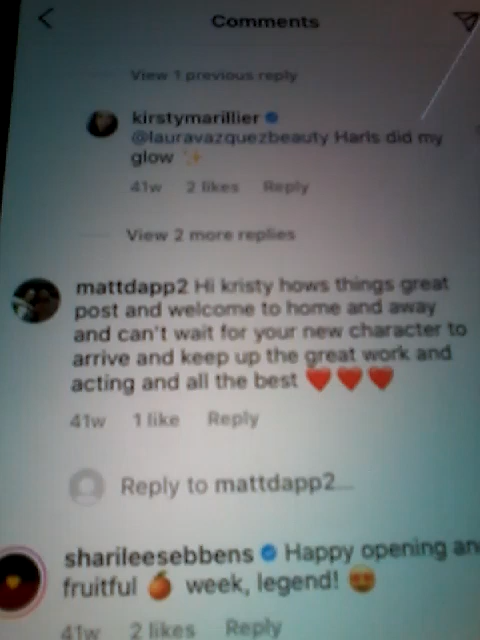 Comments
View 1 previous reply
kirstymarillier
@lauravazquezbeauty Harls did my
glow ✨
41w 2 likes Reply
View 2 more replies
mattdapp2 Hi kristy hows things great
post and welcome to home and away
and can't wait for your new character to
arrive and keep up the great work and
acting and all the best ❤️❤️❤️
41w 1 like Reply
Reply to mattdapp2...
sharileesebbens Happy opening an
fruitful 🍊 week, legend! 🤩
41w 2 likes Reply